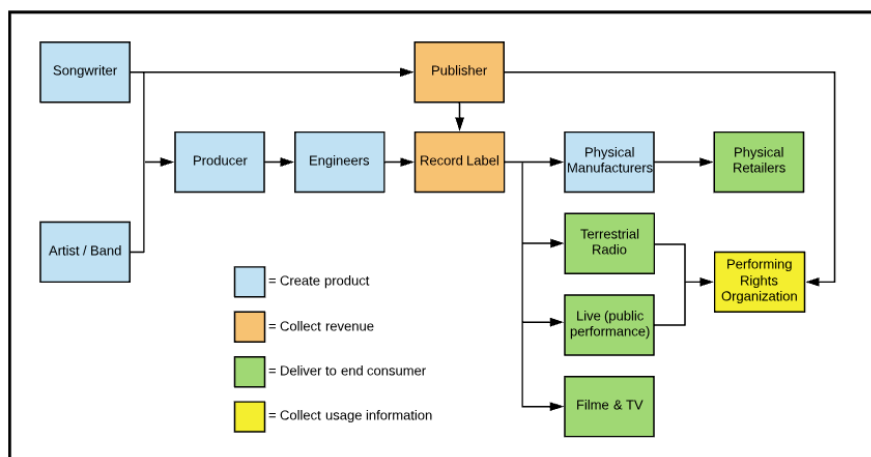 Songwriter
Publisher
Producer
Engineers
Record Label
Physical
Manufacturers
Physical
Retailers
Artist / Band
Terrestrial
Radio
Performing
Rights
Organization
= Create product
= Collect revenue
Live (public
performance)
= Deliver to end consumer
Filme & TV
= Collect usage information